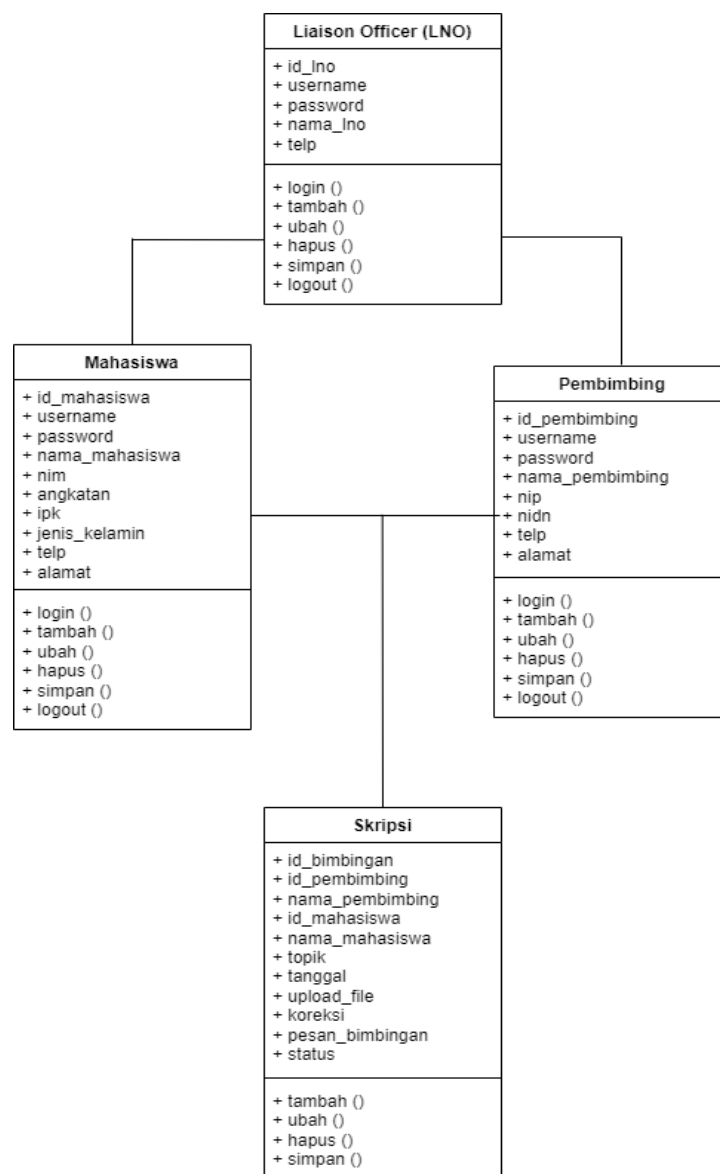 Liaison Officer (LNO)
+ id_lno
+ username
+ password
+ nama_lno
+ telp
+ login ()
+ tambah ()
+ ubah ()
+ hapus ()
+ simpan ()
+ logout ()
Mahasiswa
+ id_mahasiswa
+ username
+ password
+ nama_mahasiswa
+ nim
+ angkatan
+ ipk
+ jenis_kelamin
+ telp
+ alamat
+ login ()
+ tambah ()
+ ubah ()
+ hapus ()
+ simpan ()
+ logout ()
Pembimbing
+ id_pembimbing
+ username
+ password
+ nama_pembimbing
+ nip
+ nidn
+ telp
+ alamat
+ login ()
+ tambah ()
+ ubah ()
+ hapus ()
+ simpan ()
+ logout ()
Skripsi
+ id_bimbingan
+ id_pembimbing
+ nama_pembimbing
+ id_mahasiswa
+ nama_mahasiswa
+ topik
+ tanggal
+ upload_file
+ koreksi
+ pesan_bimbingan
+ status
+ tambah ()
+ ubah ()
+ hapus ()
+ simpan ()